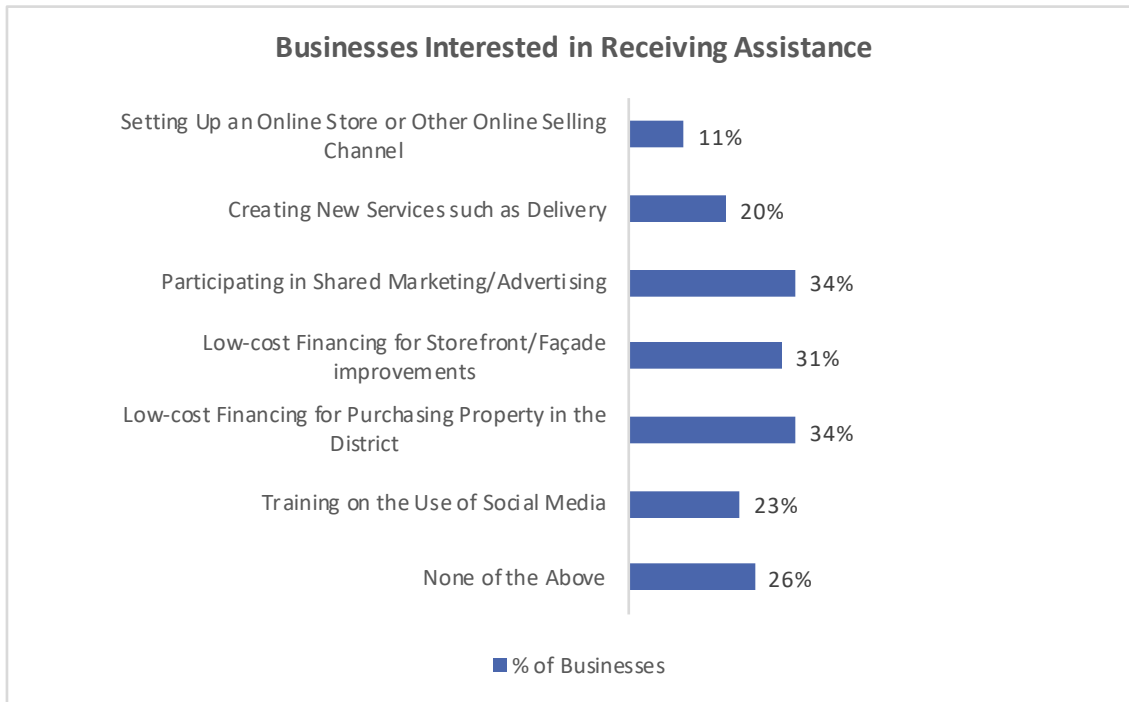 Businesses Interested in Receiving Assistance
Setting Up an Online Store or Other Online Selling
Channel
11%
Creating New Services such as Delivery
20%
Participating in Shared Marketing/Advertising
34%
Low-cost Financing for Storefront/Façade
improvements
31%
Low-cost Financing for Purchasing Property in the
District
34%
Training on the Use of Social Media
23%
None of the Above
26%
% of Businesses